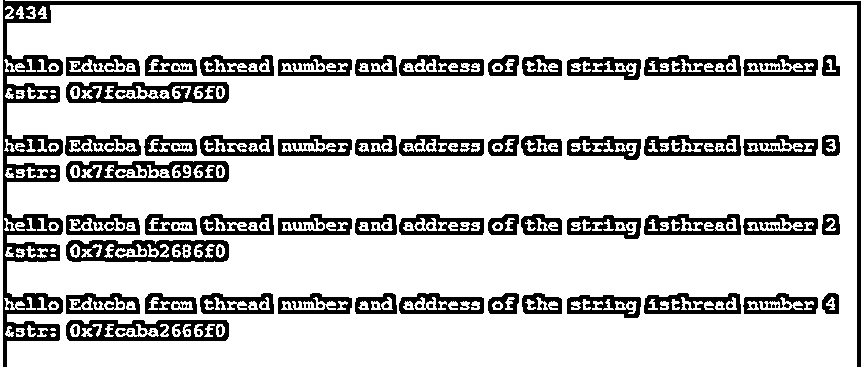 2434
hello Educba from thread number and address of the string isthread number 1
&str: 0x7fcabaa676f0
hello Educba from thread number and address of the string isthread number 3
&str: 0x7fcabba696f0
hello Educba from thread number and address of the string isthread number 2
&str: 0x7fcabb2686f0
hello Educba from thread number and address of the string isthread number 4
&str: 0x7fcaba2666f0